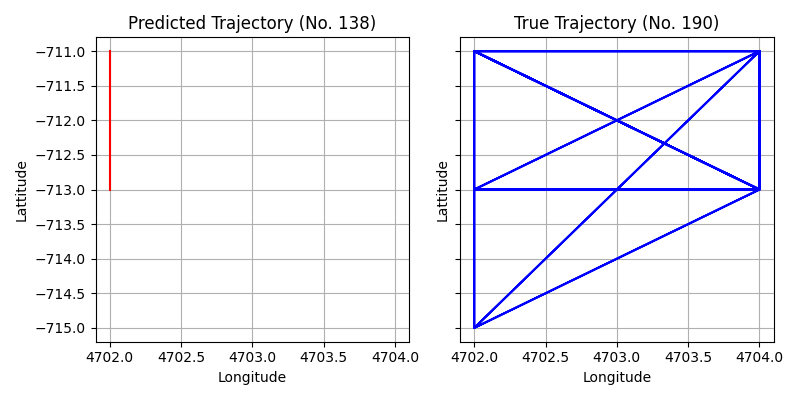 Predicted Trajectory (No. 138)
−711.0
−711.5
−712.0
−712.5
−713.0
−713.5
−714.0
−714.5
−715.0
Lattitude
4702.0 4702.5 4703.0 4703.5 4704.0
Longitude
True Trajectory (No. 190)
Lattitude
4702.0 4702.5 4703.0 4703.5 4704.0
Longitude